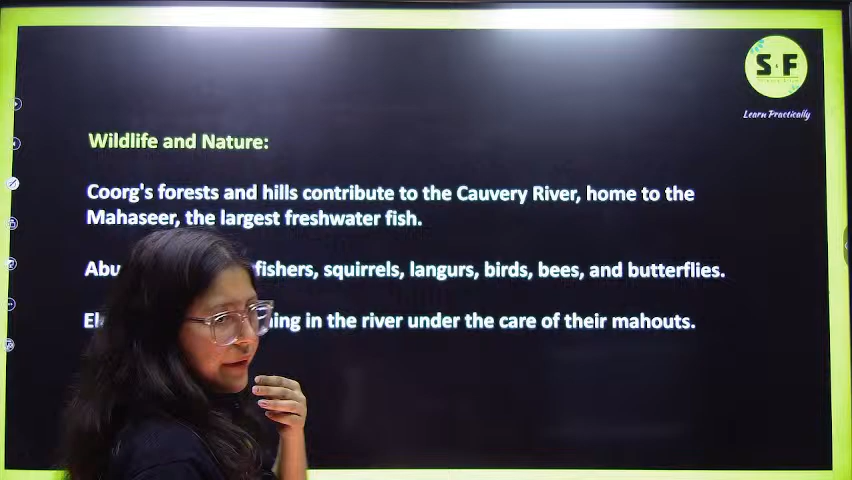 S F
Learn Practically
Wildlife and Nature:
Coorg's forests and hills contribute to the Cauvery River, home to the
Mahaseer, the largest freshwater fish.
fishers, squirrels, langurs, birds, bees, and butterflies.
in the river under the care of their mahouts.